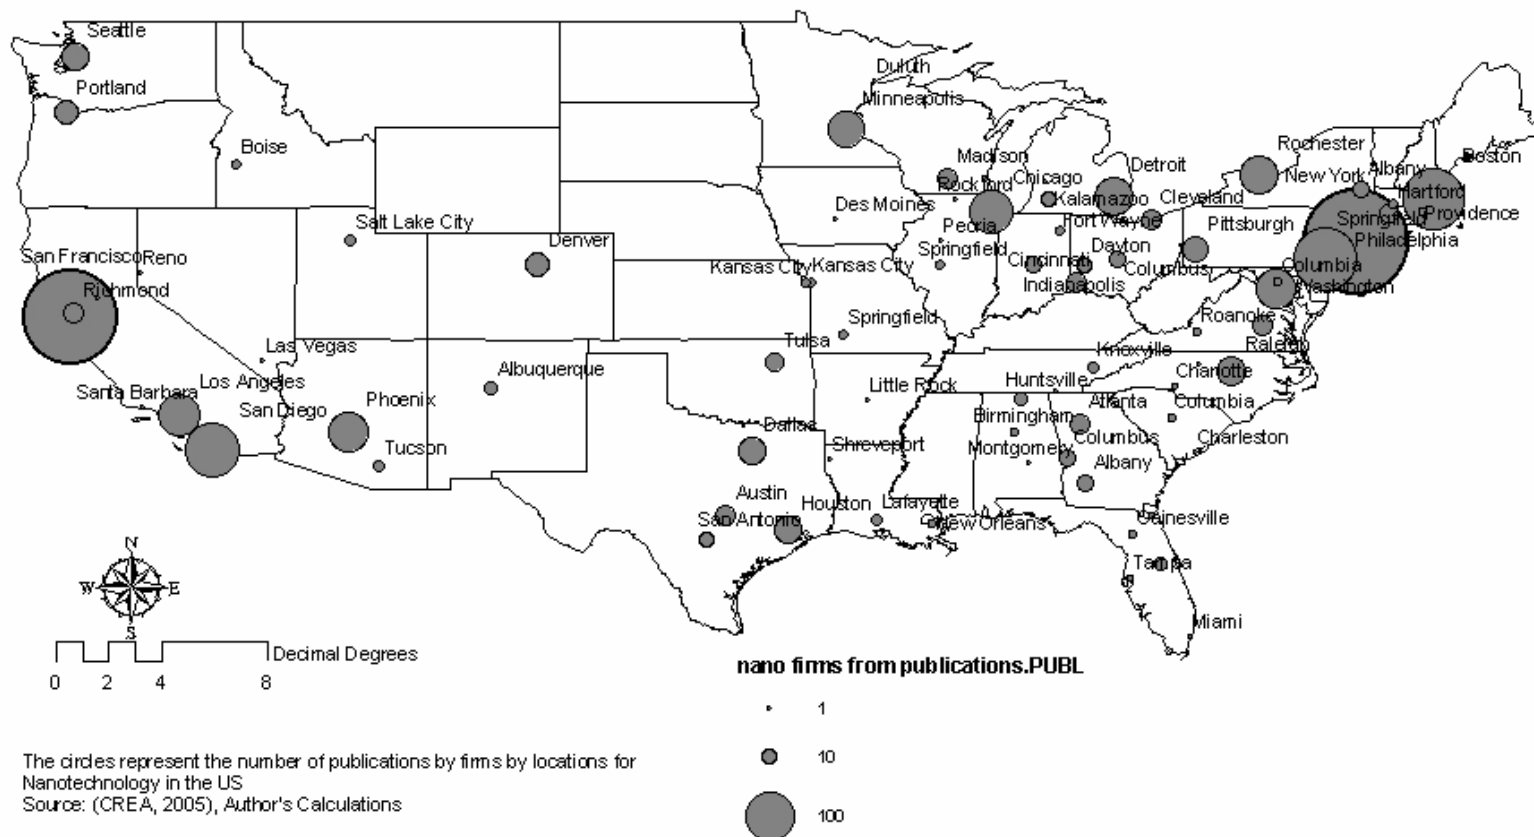 Seattle
Duluth
Portland
Minneapolis
Rochester
Boise
Madison
Detroit
Albany
Boston
Rockford
Chicago
New York
Hartford
Des Moines
Kalamazoo
Cleveland
Salt Lake City
Peoria
Fort Wayne
Pittsburgh
Springfield
Providence
Denver
Springfield
Dayton
Philadelphia
San Francisco
Reno
Kansas City
Kansas City
Cincinnati
Columbus
Columbia
Richmond
Indianapolis
Washington
Springfield
Roanoke
Las Vegas
Tulsa
Knoxville
Raleigh
Santa Barbara
Los Angeles
Albuquerque
Little Rock
Huntsville
Charlotte
San Diego
Phoenix
Birmingham
Atlanta
Columbia
Dallas
Tucson
Shreveport
Montgomery
Columbus
Charleston
Albany
Austin
Houston
Lafayette
San Antonio
New Orleans
Gainesville
Tampa
Miami
N
W E
S
Decimal Degrees
0 2 4 8
nano firms from publications.PUBL
1
10
100
The circles represent the number of publications by firms by locations for
Nanotechnology in the US
Source: (CREA, 2005), Author's Calculations